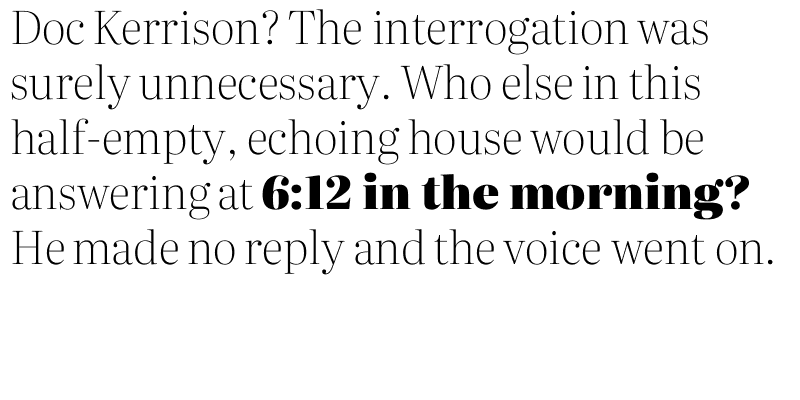 Doc Kerrison? The interrogation was
surely unnecessary. Who else in this
half-empty, echoing house would be
answering at 6:12 in the morning?
He made no reply and the voice went on.